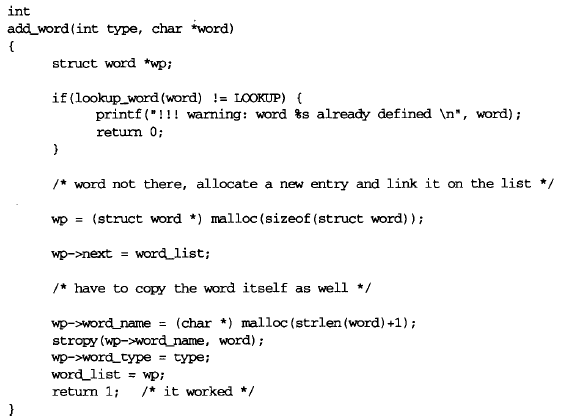 int
add_word(int type, char *word)
{
struct word *wp;
if(lookup_word(word) != LOOKUP) {
printf("!!! warning: word %s already defined \n", word);
return 0;
}
/* word not there, allocate a new entry and link it on the list */
wp = (struct word *) malloc(sizeof(struct word));
wp->next = word_list;
/* have to copy the word itself as well */
wp->word_name = (char *) malloc(strlen(word)+1);
stropy(wp->word_name, word);
wp->word_type = type;
word_list = wp;
return 1; /* it worked */
}